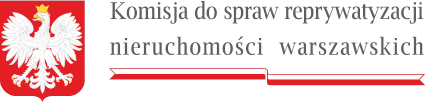 Komisja do spraw reprywatyzacji
nieruchomości warszawskich